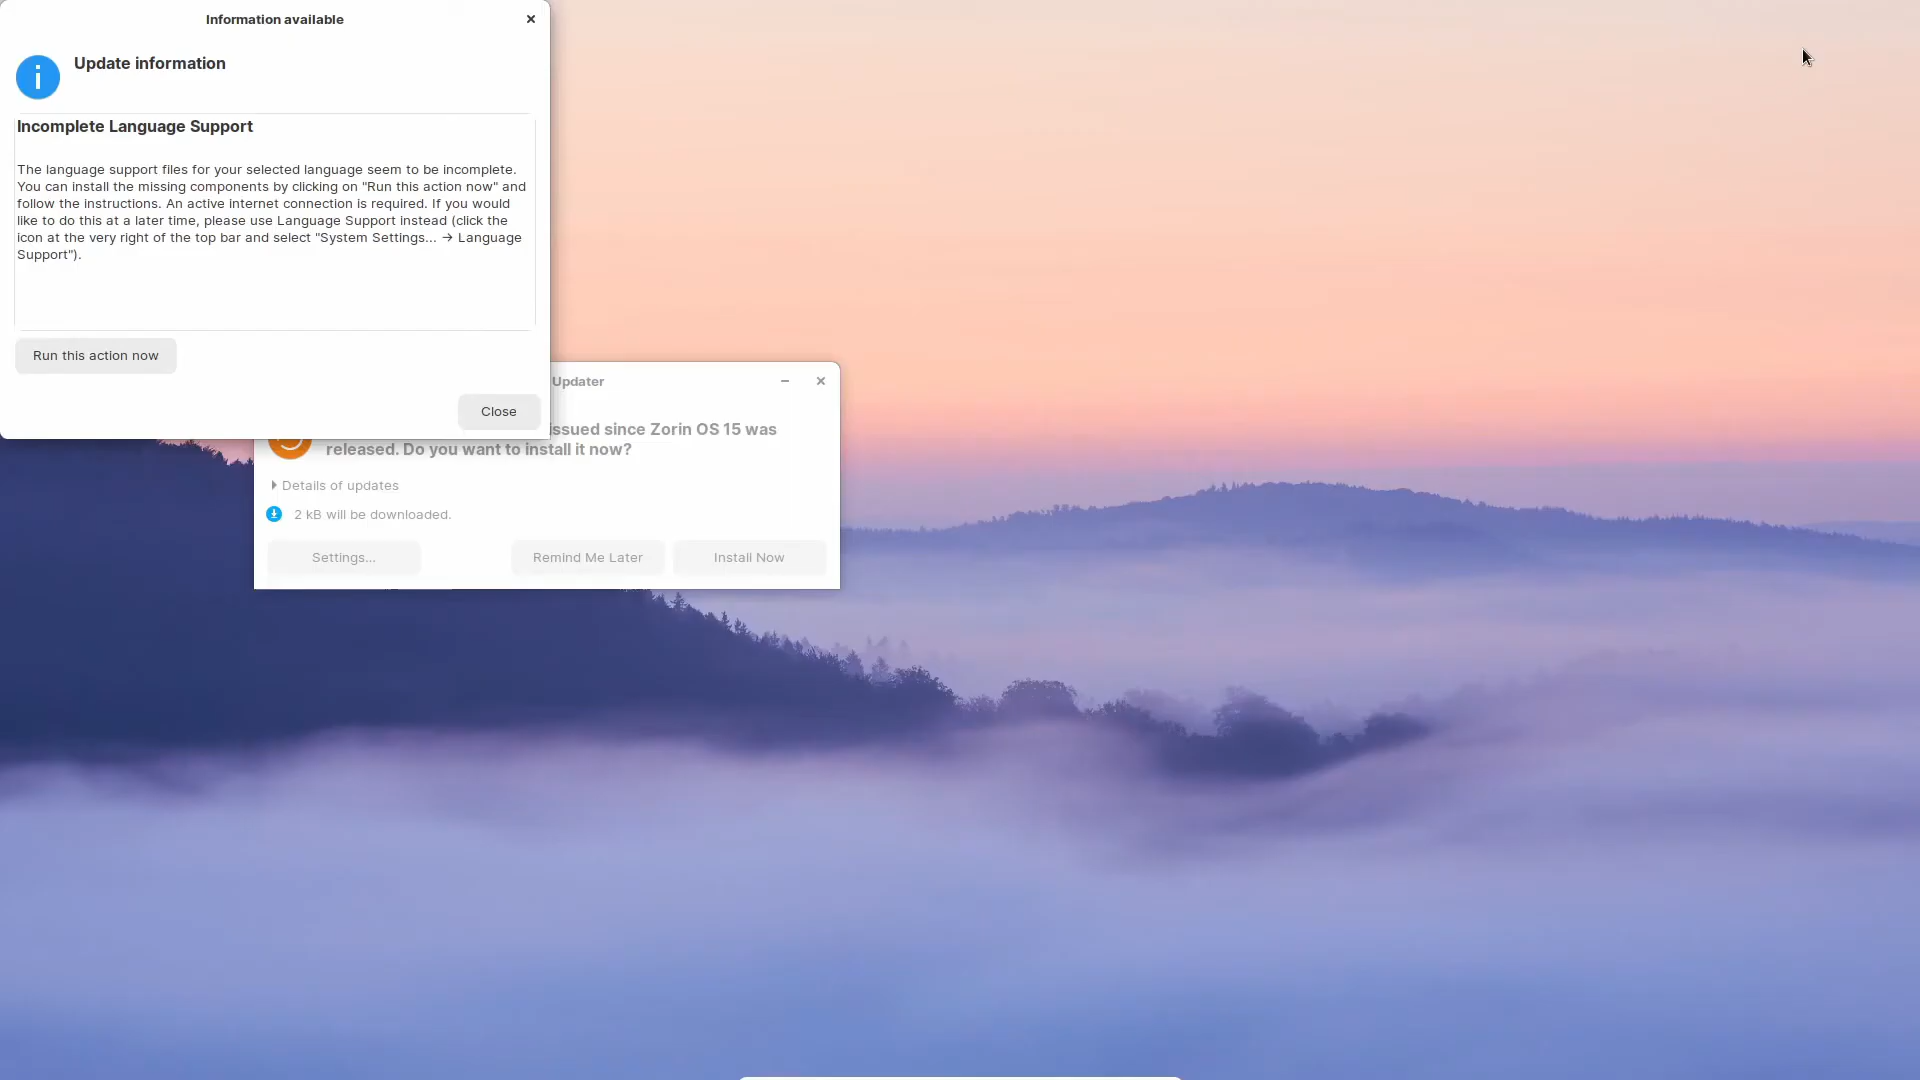 Information available
Update information
Incomplete Language Support
The language support files for your selected language seem to be incomplete.
You can install the missing components by clicking on "Run this action now" and
follow the instructions. An active internet connection is required. If you would
like to do this at a later time, please use Language Support instead (click the
icon at the very right of the top bar and select "System Settings... → Language
Support").
Run this action now
Close
Updater
issued since Zorin OS 15 was
released. Do you want to install it now?
Details of updates
2 kB will be downloaded.
Settings...
Remind Me Later
Install Now